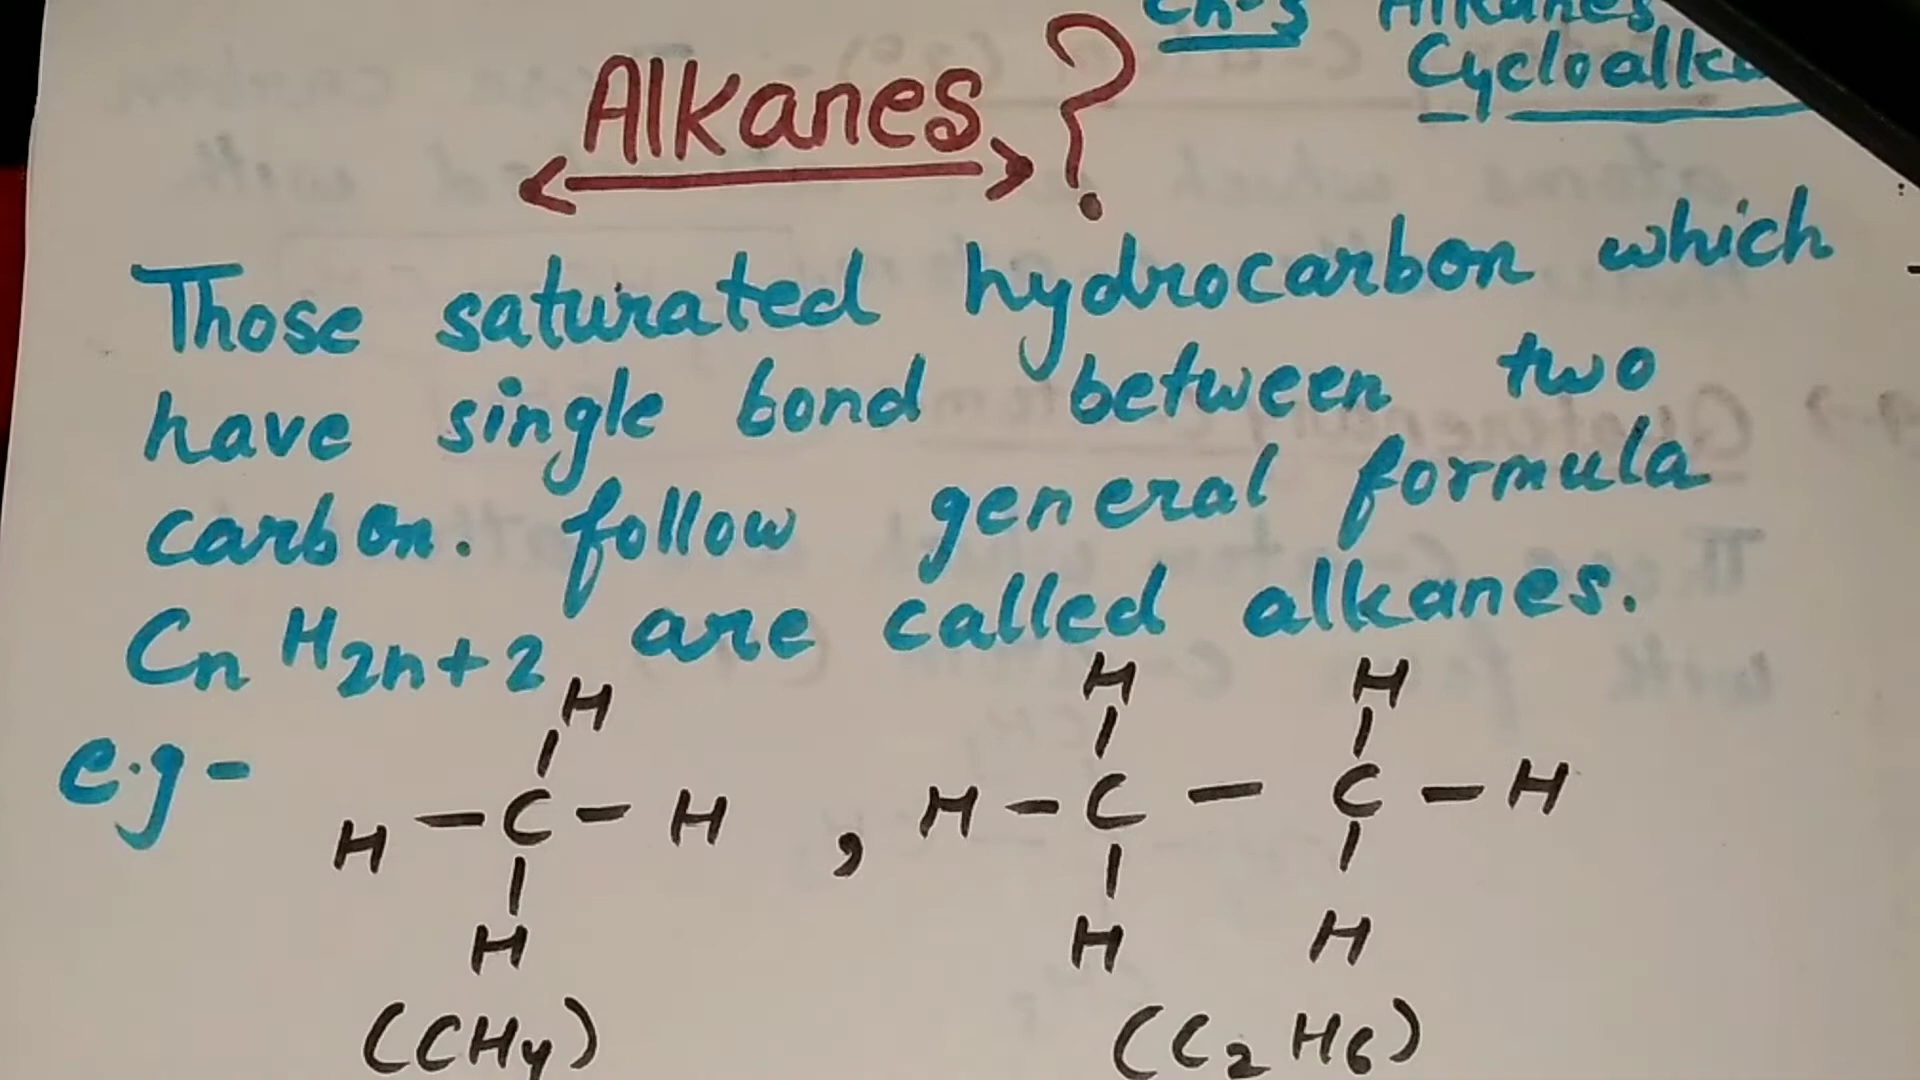 Ch-3 Alkanes
Alkanes?
Those saturated hydrocarbon which
have single bond between two
carbon. follow general formula
CnH2n+2 are called alkanes.
e.g-
H H H
H-C-H , H-C-C-H
H H H
(CH4) (C2H6)